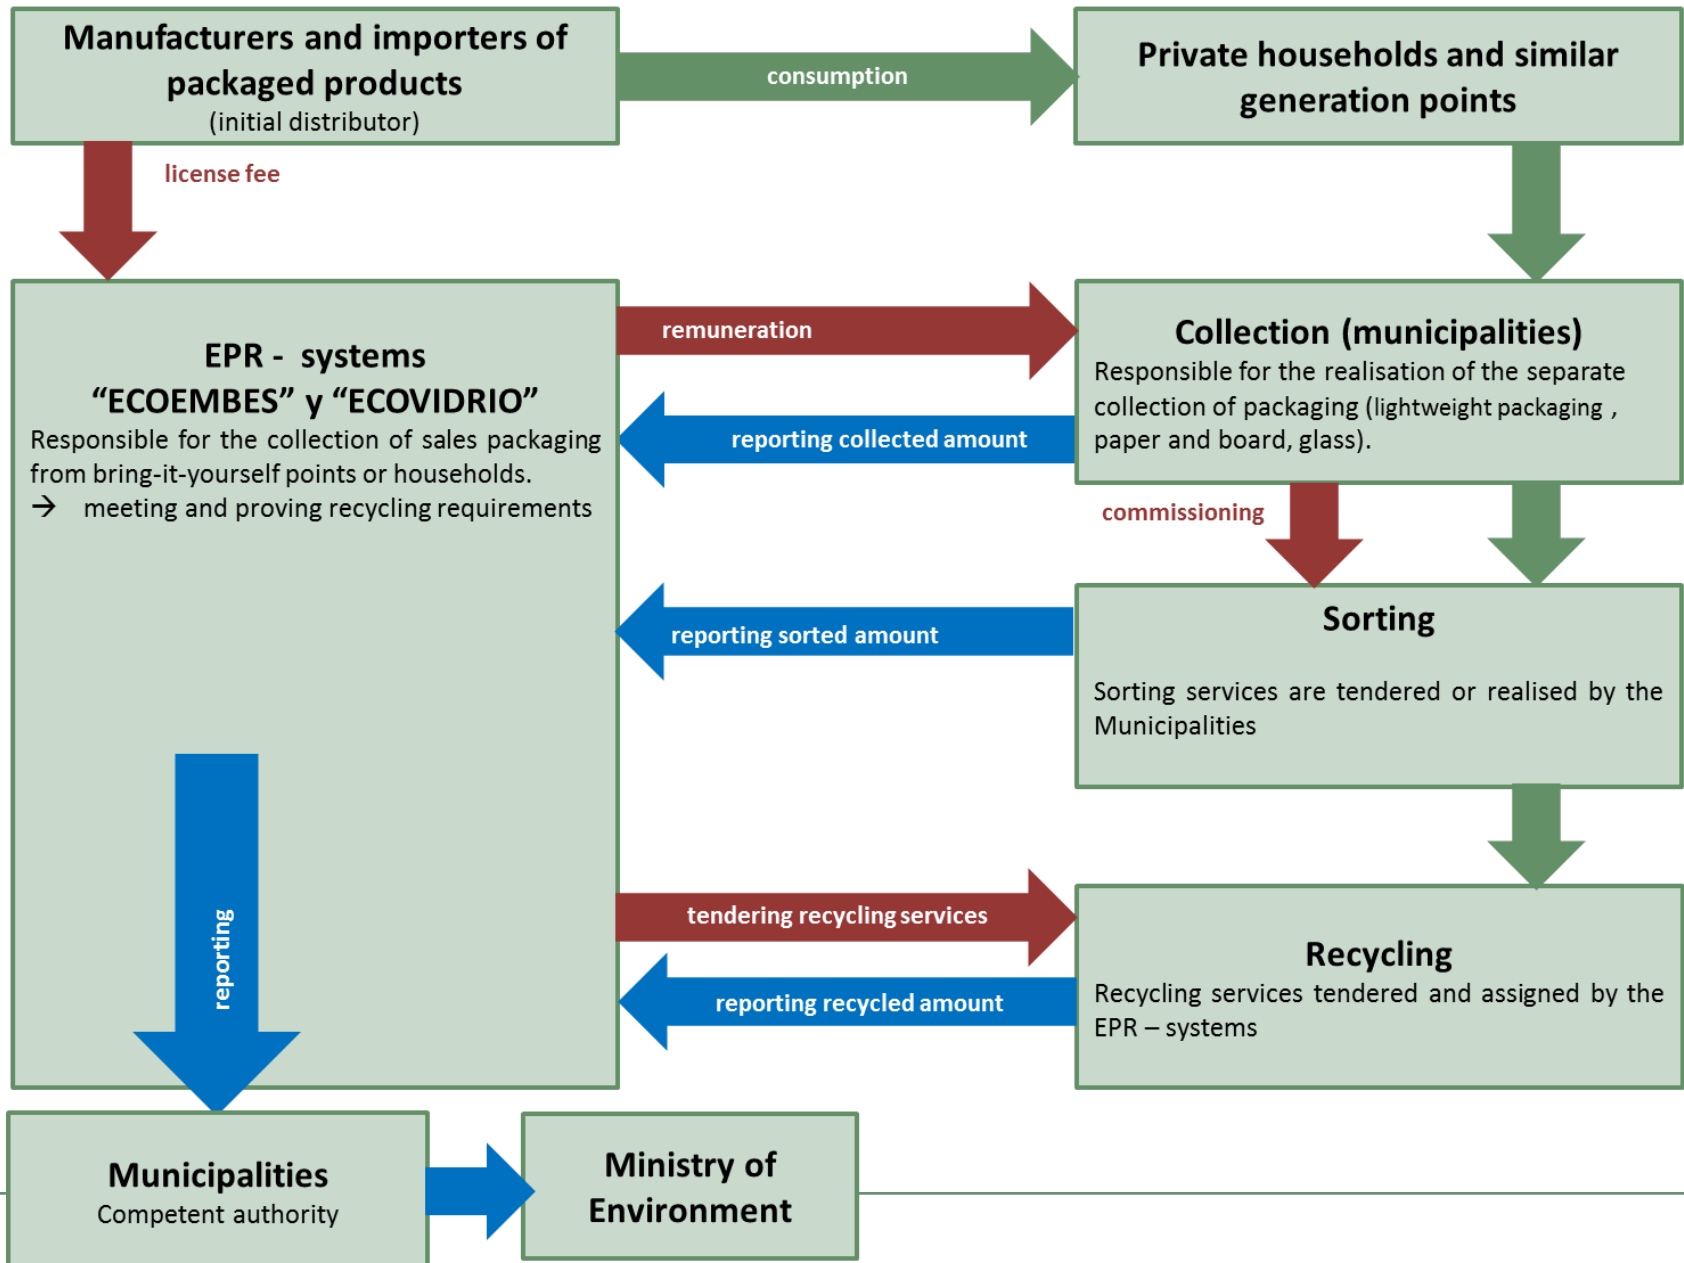 Manufacturers and importers of
packaged products
(initial distributor)
consumption
Private households and similar
generation points
license fee
EPR - systems
“ECOEMBES” y “ECOVIDRIO”
Responsible for the collection of sales packaging
from bring-it-yourself points or households.
→ meeting and proving recycling requirements
remuneration
reporting collected amount
Collection (municipalities)
Responsible for the realisation of the separate
collection of packaging (lightweight packaging ,
paper and board, glass).
commissioning
reporting sorted amount
Sorting
Sorting services are tendered or realised by the
Municipalities
reporting
tendering recycling services
reporting recycled amount
Recycling
Recycling services tendered and assigned by the
EPR – systems
Municipalities
Competent authority
Ministry of
Environment